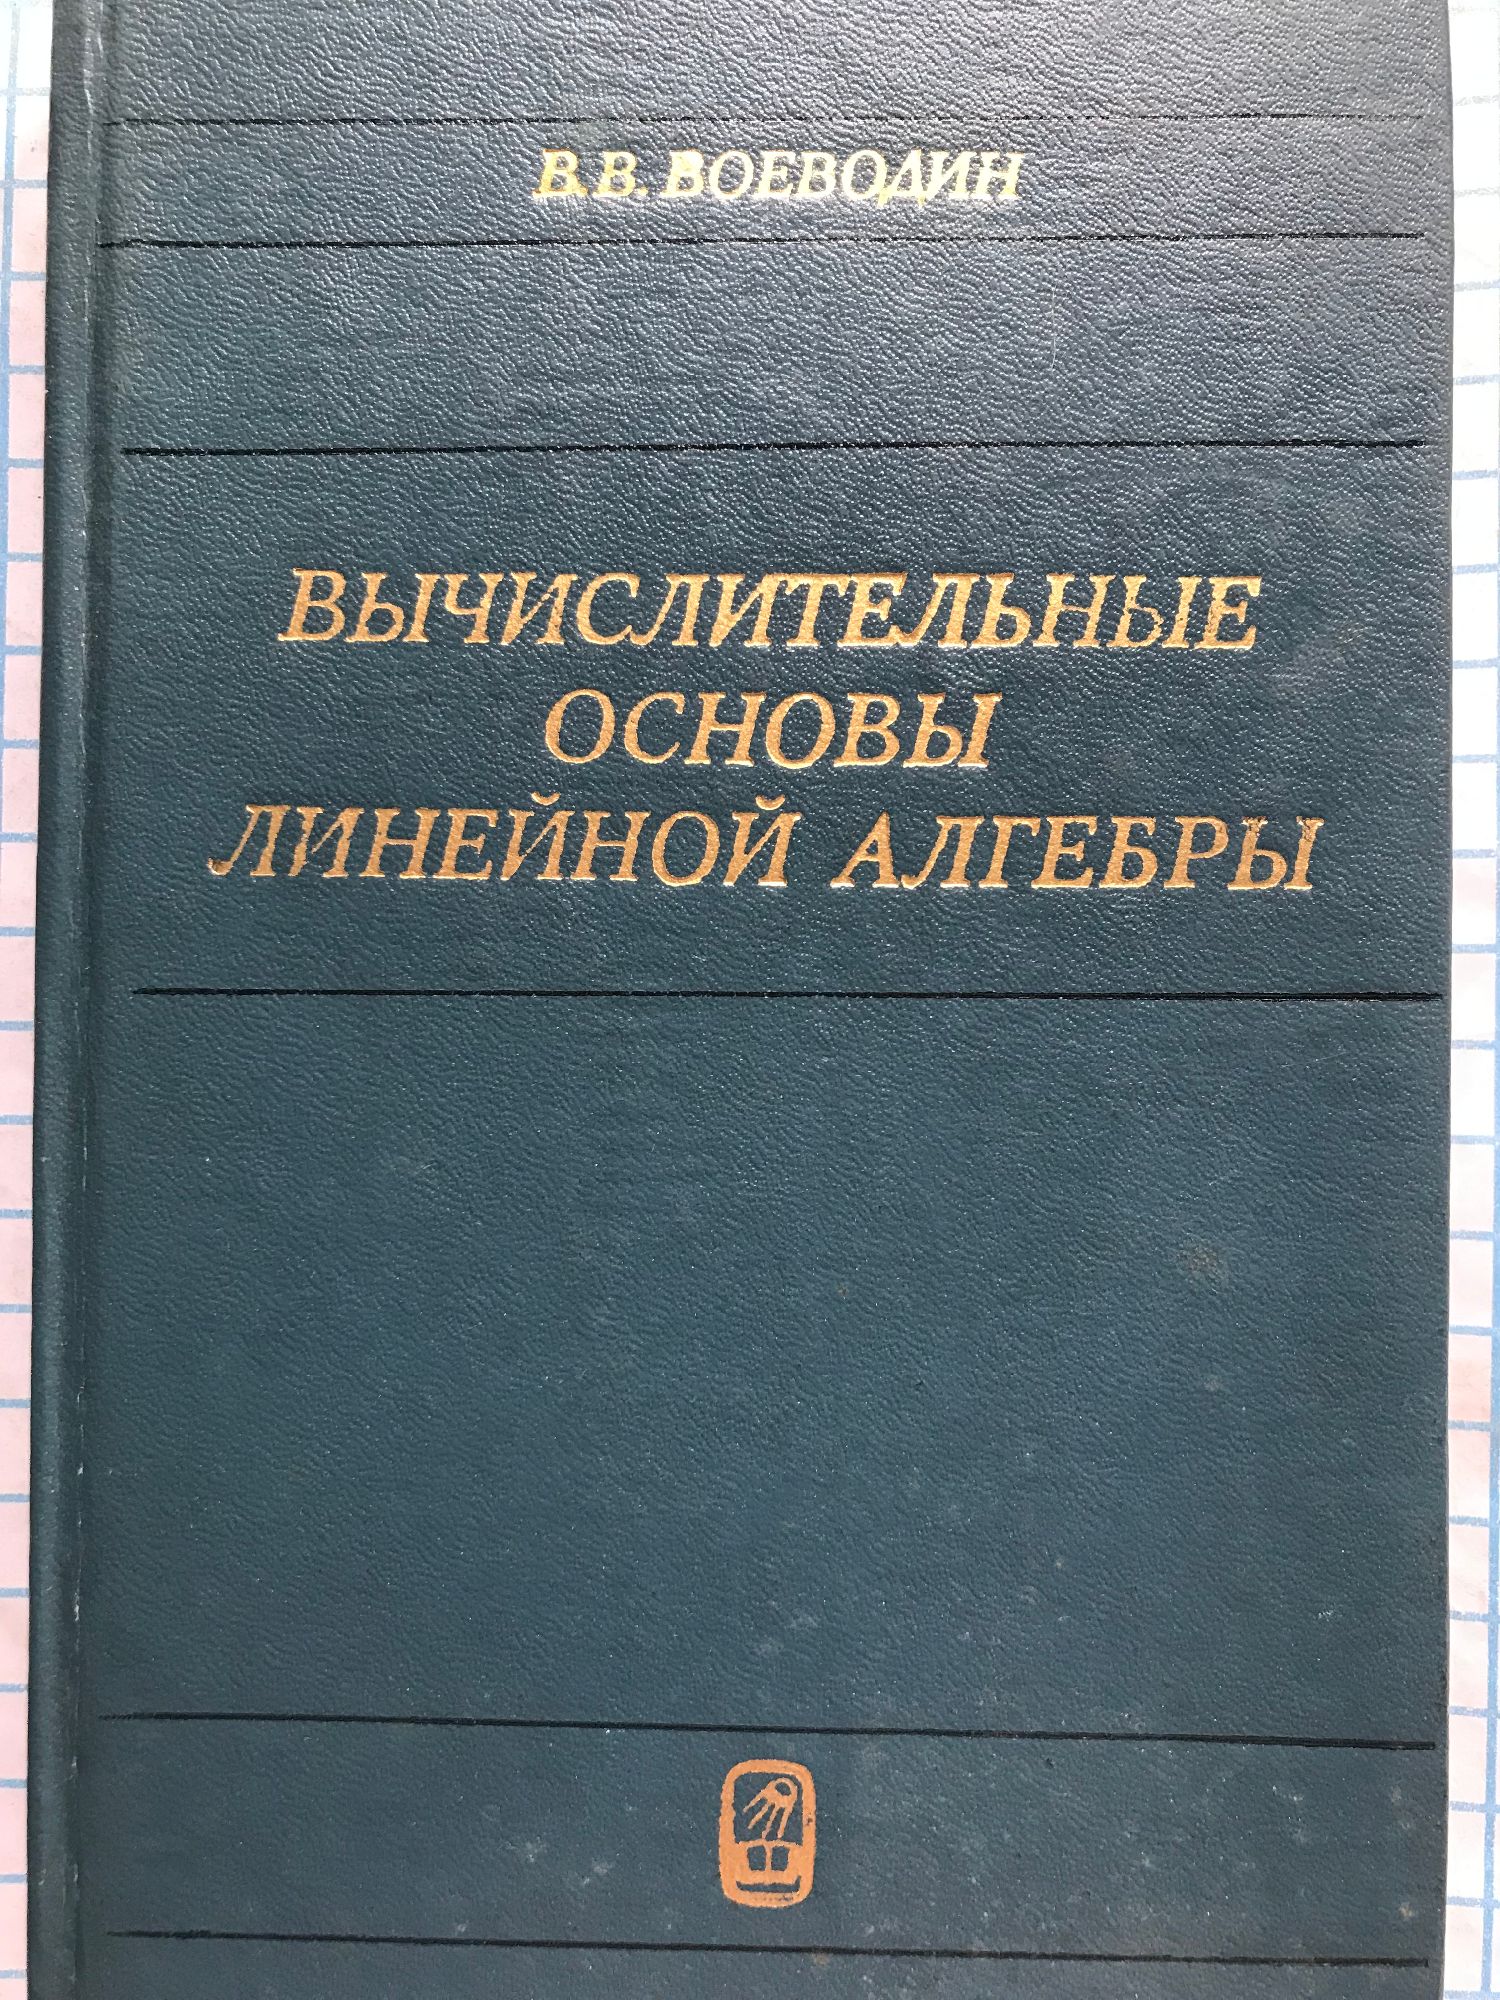 В.В. ВОЕВОДИН
ВЫЧИСЛИТЕЛЬНЫЕ
ОСНОВЫ
ЛИНЕЙНОЙ АЛГЕБРЫ